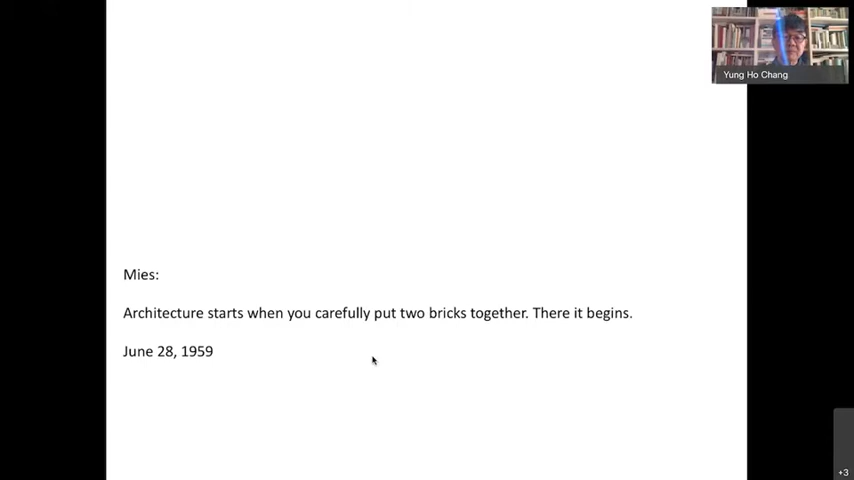 Yung Ho Chang
Mies:
Architecture starts when you carefully put two bricks together. There it begins.
June 28, 1959
+3